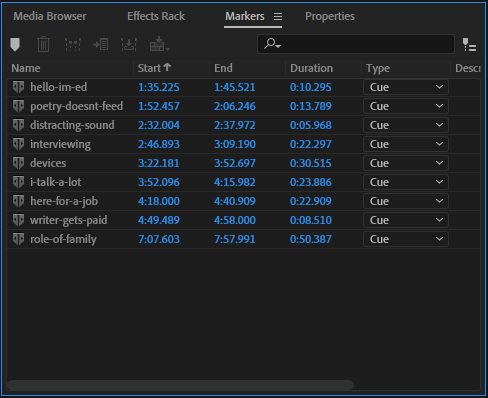 Media Browser Effects Rack Markers Properties
Name Start End Duration Type Descr
hello-im-ed 1:35.225 1:45.521 0:10.295 Cue
poetry-doesnt-feed 1:52.457 2:06.246 0:13.789 Cue
distracting-sound 2:32.004 2:37.972 0:05.968 Cue
interviewing 2:46.893 3:09.190 0:22.297 Cue
devices 3:22.181 3:52.697 0:30.515 Cue
i-talk-a-lot 3:52.096 4:15.982 0:23.886 Cue
here-for-a-job 4:18.000 4:40.909 0:22.909 Cue
writer-gets-paid 4:49.489 4:58.000 0:08.510 Cue
role-of-family 7:07.603 7:57.991 0:50.387 Cue